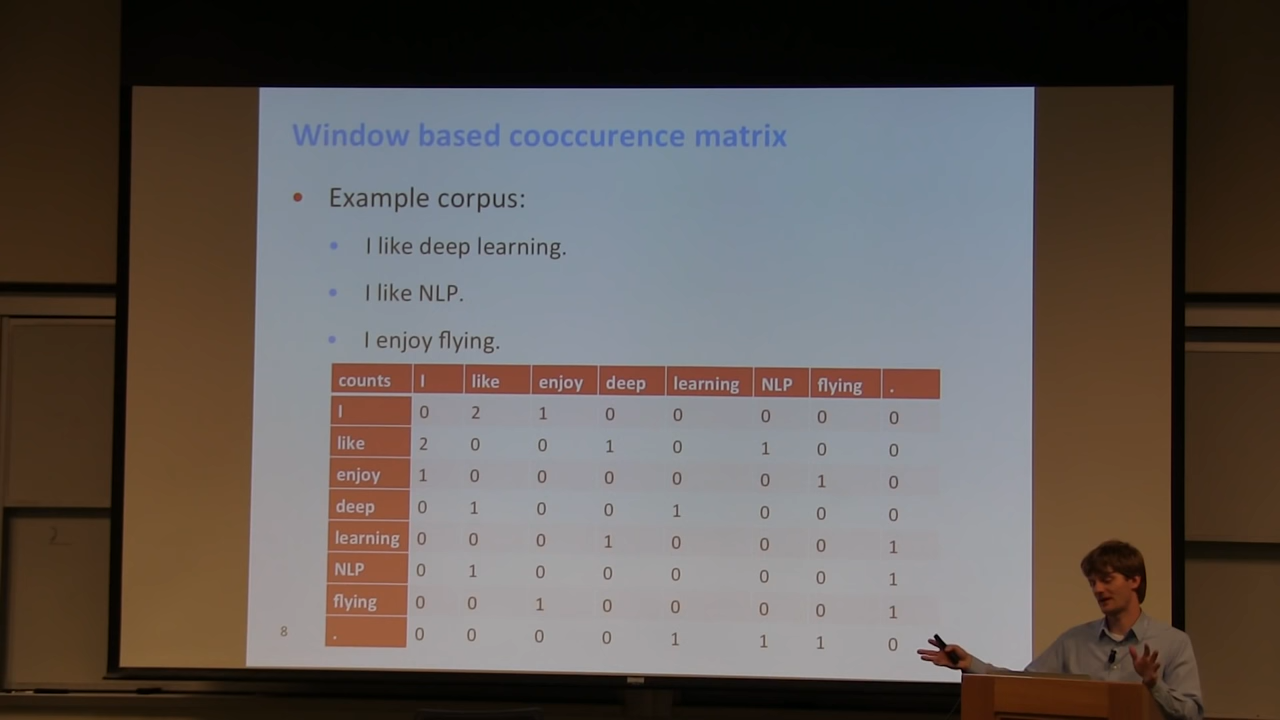 Window based cooccurence matrix
• Example corpus:
• I like deep learning.
• I like NLP.
• I enjoy flying.
counts I like enjoy deep learning NLP flying .
I 0 2 1 0 0 0 0 0
like 2 0 0 1 0 1 0 0
enjoy 1 0 0 0 0 0 1 0
deep 0 1 0 0 1 0 0 0
learning 0 0 0 1 0 0 0 1
NLP 0 1 0 0 0 0 0 1
flying 0 0 1 0 0 0 0 1
. 0 0 0 0 1 1 1 0
8